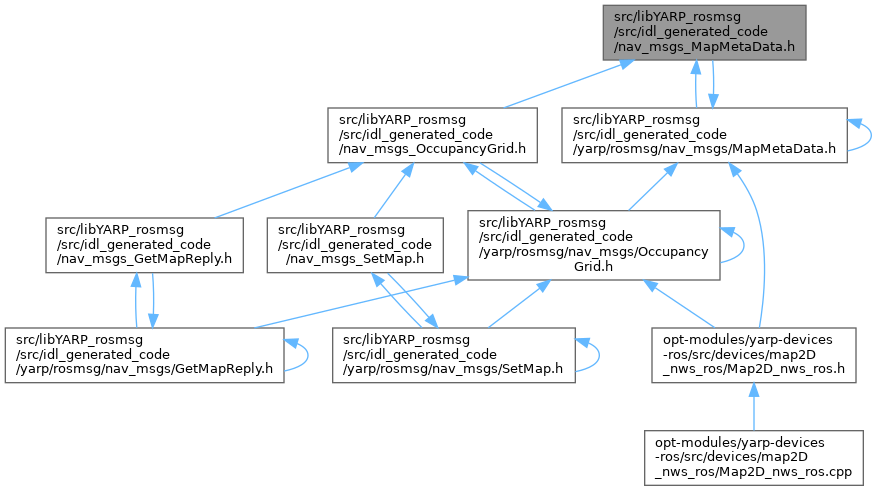 src/libYARP_rosmsg
/src/idl_generated_code
/nav_msgs_MapMetaData.h
src/libYARP_rosmsg
/src/idl_generated_code
/nav_msgs_OccupancyGrid.h
src/libYARP_rosmsg
/src/idl_generated_code
/yarp/rosmsg/nav_msgs/MapMetaData.h
src/libYARP_rosmsg
/src/idl_generated_code
/nav_msgs_GetMapReply.h
src/libYARP_rosmsg
/src/idl_generated_code
/nav_msgs_SetMap.h
src/libYARP_rosmsg
/src/idl_generated_code
/yarp/rosmsg/nav_msgs/Occupancy
Grid.h
src/libYARP_rosmsg
/src/idl_generated_code
/yarp/rosmsg/nav_msgs/GetMapReply.h
src/libYARP_rosmsg
/src/idl_generated_code
/yarp/rosmsg/nav_msgs/SetMap.h
opt-modules/yarp-devices
-ros/src/devices/map2D
_nws_ros/Map2D_nws_ros.h
opt-modules/yarp-devices
-ros/src/devices/map2D
_nws_ros/Map2D_nws_ros.cpp